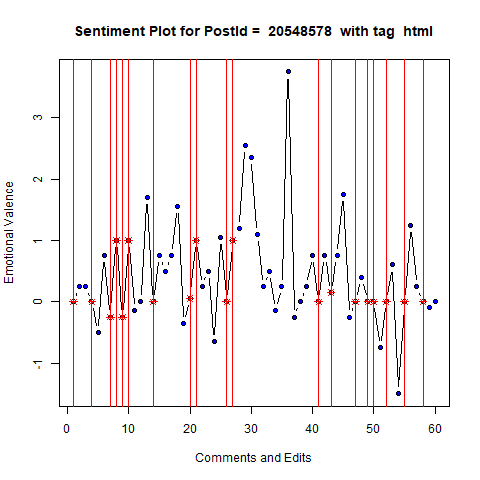 Sentiment Plot for PostId =  20548578  with tag  html
Emotional Valence
3
2
1
0
-1
0 10 20 30 40 50 60
Comments and Edits